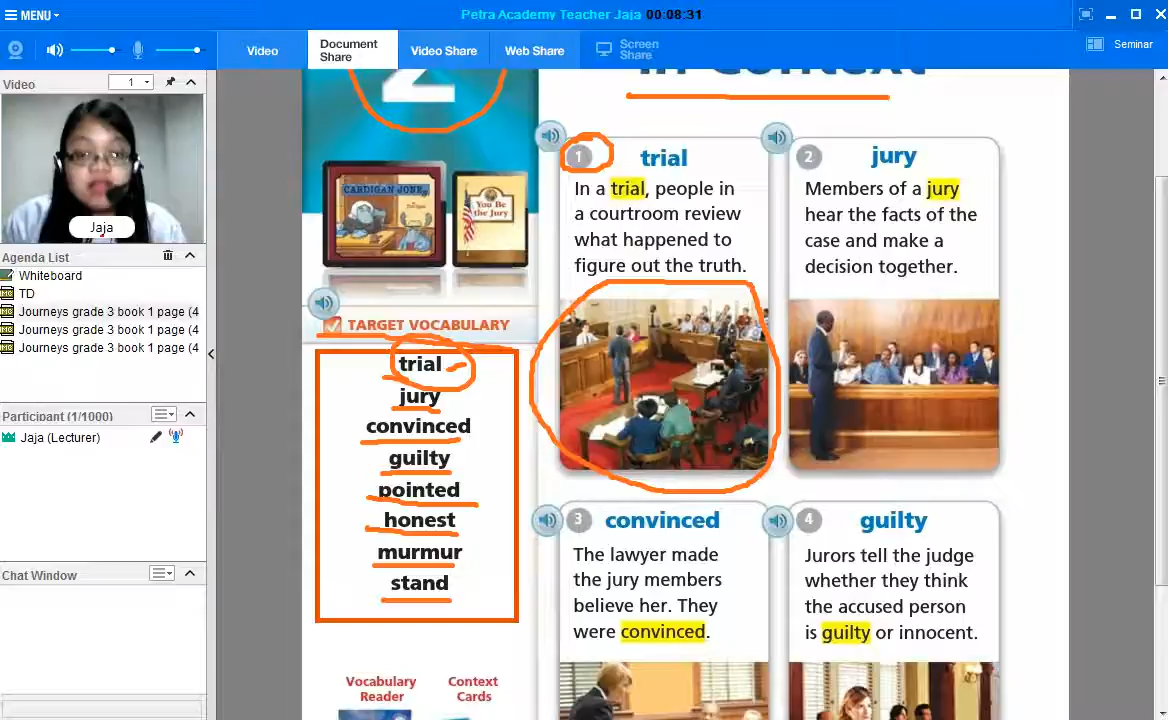 Petra Academy Teacher Jaja 00:08:31
MENU
Video
Document Share
Video Share
Web Share
Screen Share
Seminar
Video
1
Jaja
Agenda List
Whiteboard
TD
Journeys grade 3 book 1 page (4
Journeys grade 3 book 1 page (4
Journeys grade 3 book 1 page (4
Participant (1/1000)
Jaja (Lecturer)
Chat Window
2
in Context
CARDIGAN JONES
You Be
the Jury
TARGET VOCABULARY
trial
jury
convinced
guilty
pointed
honest
murmur
stand
Vocabulary
Reader
Context
Cards
1 trial
In a trial, people in
a courtroom review
what happened to
figure out the truth.
2 jury
Members of a jury
hear the facts of the
case and make a
decision together.
3 convinced
The lawyer made
the jury members
believe her. They
were convinced.
4 guilty
Jurors tell the judge
whether they think
the accused person
is guilty or innocent.